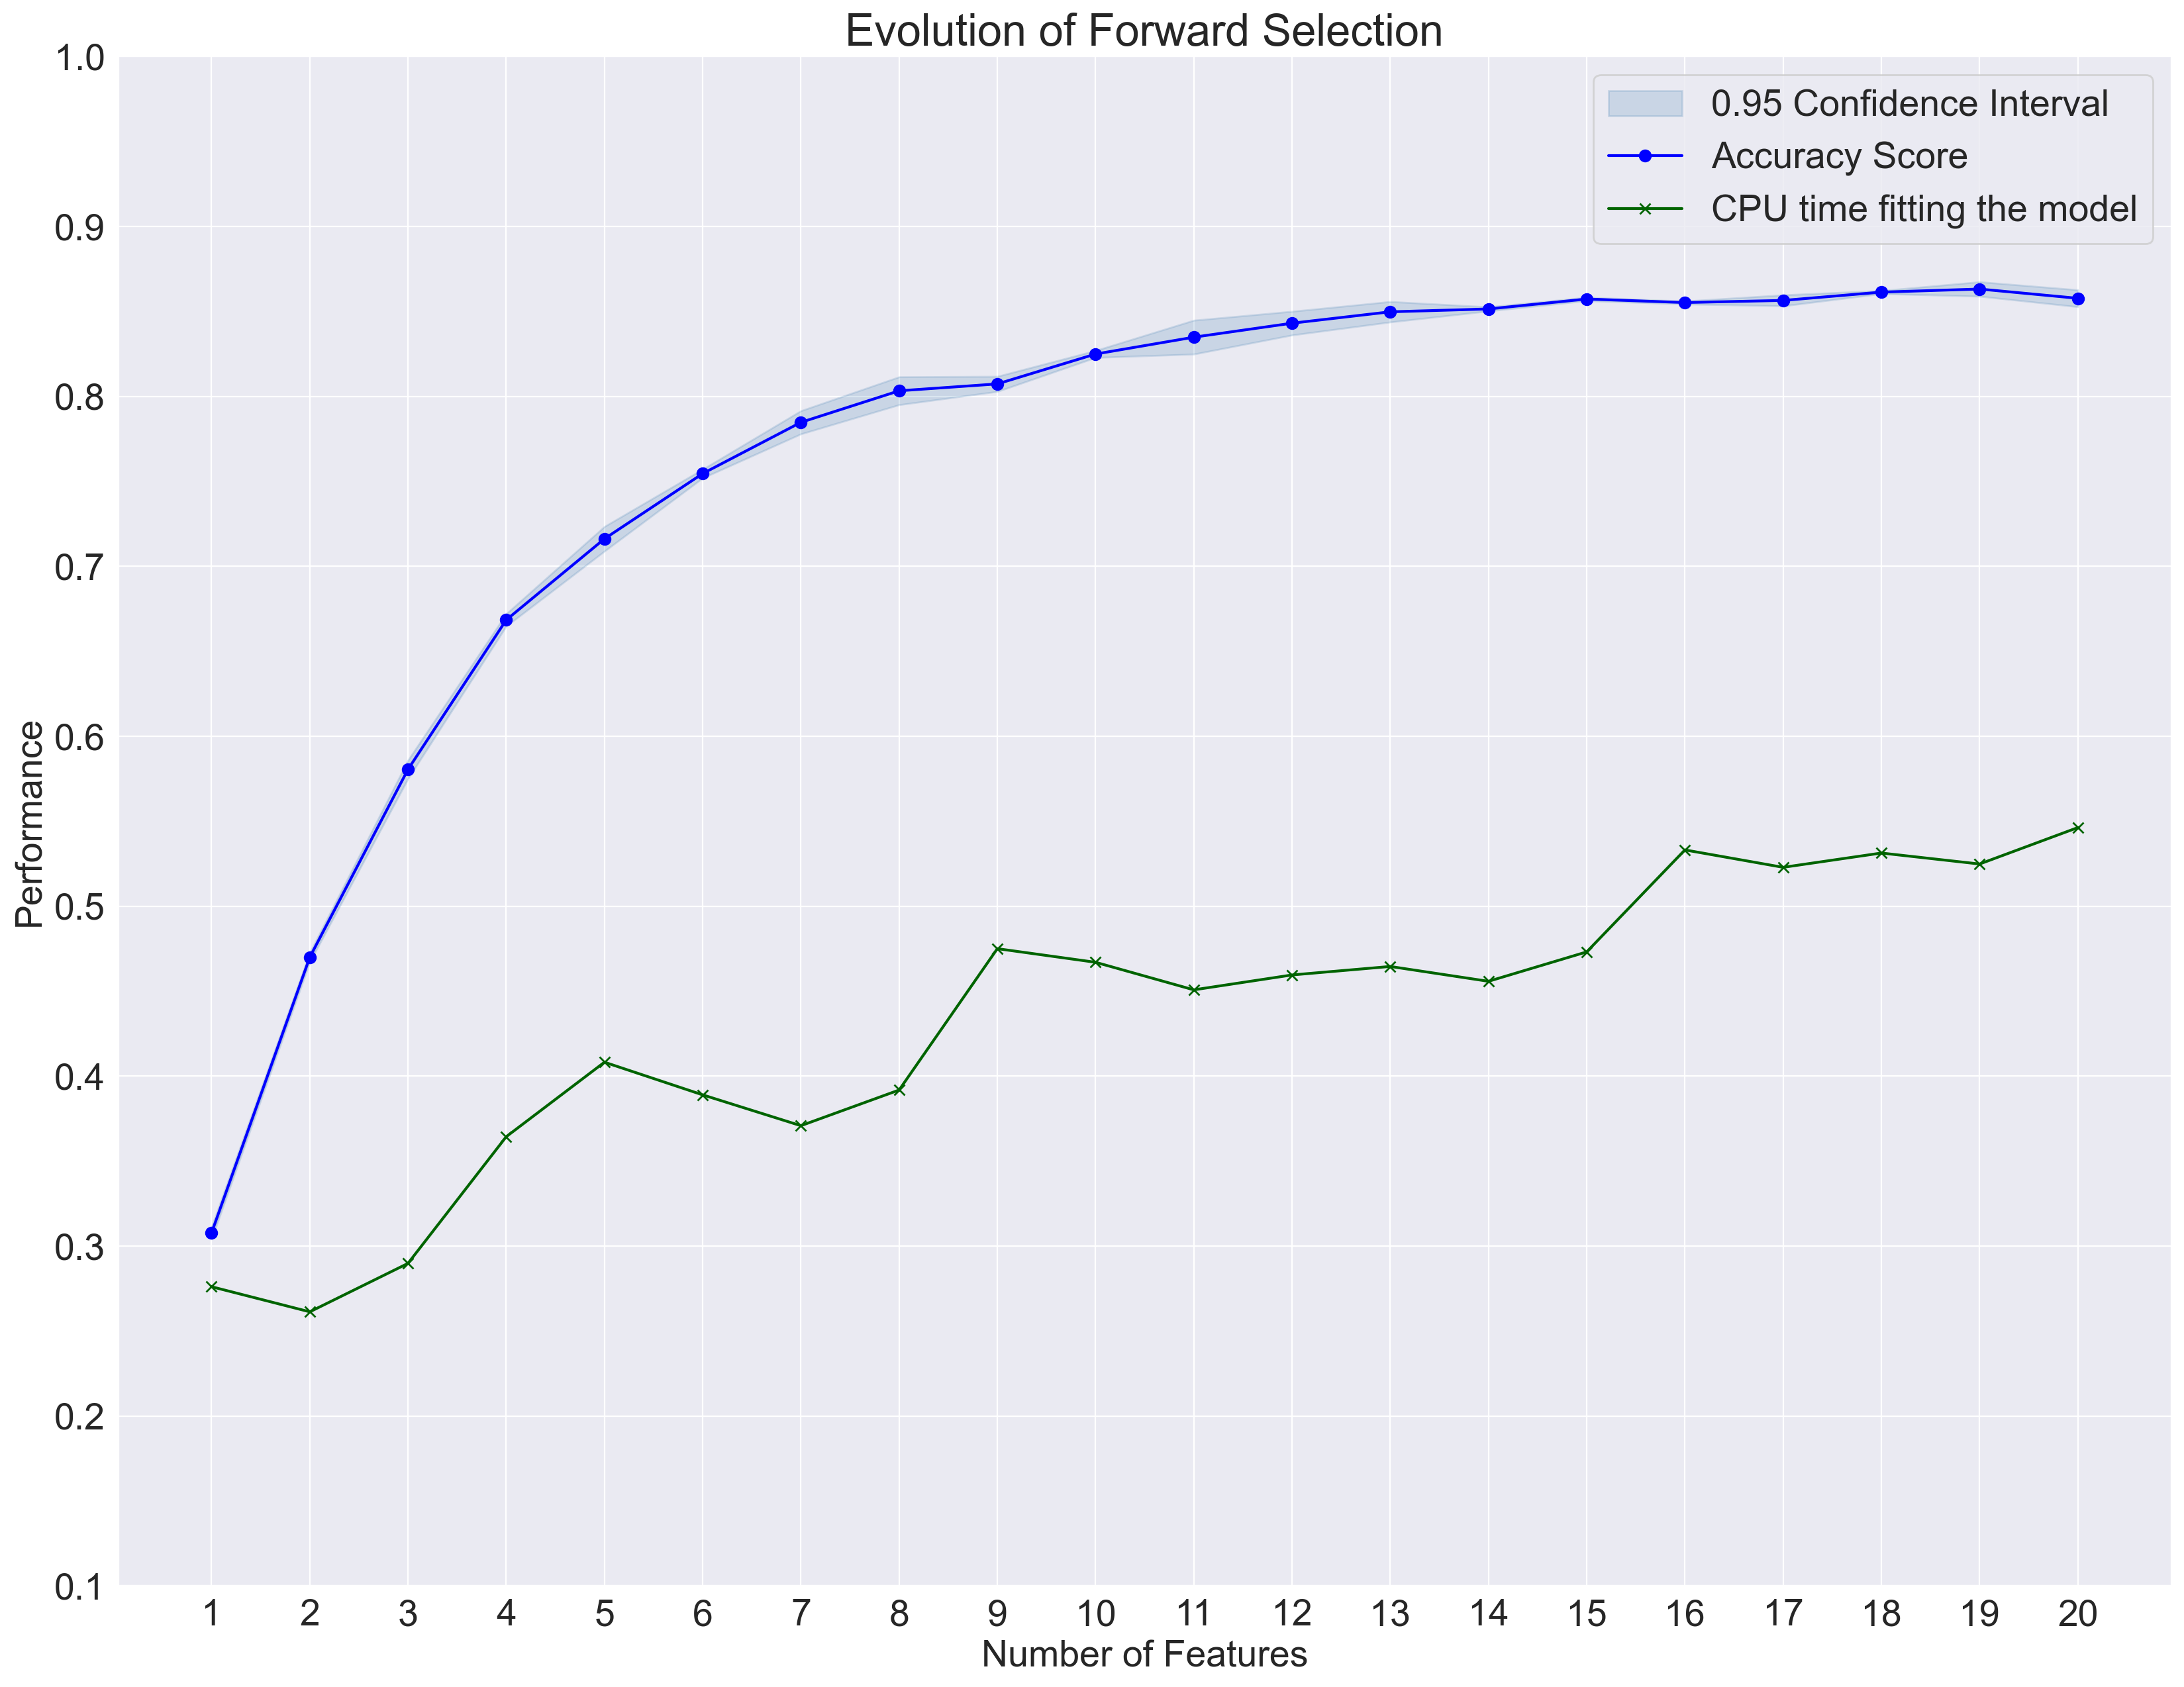 Evolution of Forward Selection
1.0
0.9
0.8
0.7
0.6
0.5
0.4
0.3
0.2
0.1
Performance
0.95 Confidence Interval
Accuracy Score
CPU time fitting the model
1 2 3 4 5 6 7 8 9 10 11 12 13 14 15 16 17 18 19 20
Number of Features